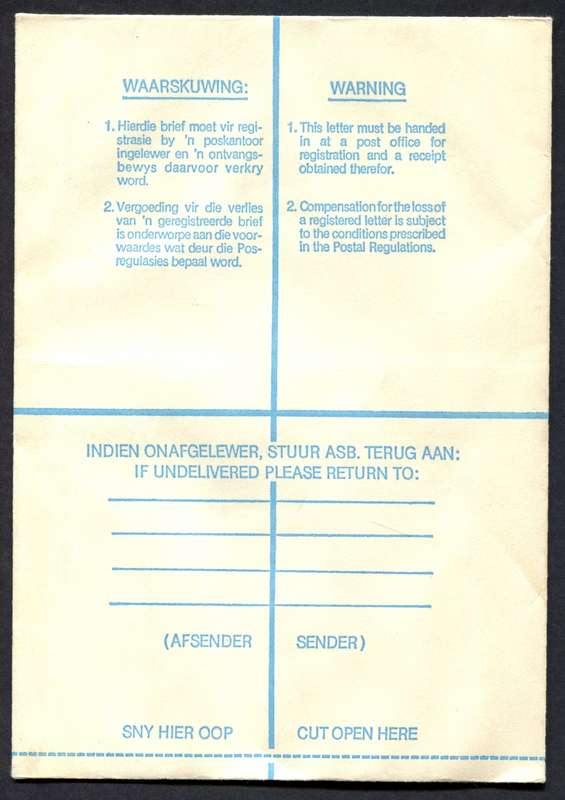 WAARSKUWING:
1. Hierdie brief moet vir regi-
strasie by 'n poskantoor
ingelewer en 'n ontvangs-
bewys daarvoor verkry
word.
2. Vergoeding vir die verlies
van 'n geregistreerde brief
is onderworpe aan die voor-
waardes wat deur die Pos-
regulasies bepaal word.
WARNING
1. This letter must be handed
in at a post office for
registration and a receipt
obtained therefor.
2. Compensation for the loss of
a registered letter is subject
to the conditions prescribed
in the Postal Regulations.
INDIEN ONAFGELEWER, STUUR ASB. TERUG AAN:
IF UNDELIVERED PLEASE RETURN TO:
(AFSENDER SENDER)
SNY HIER OOP CUT OPEN HERE